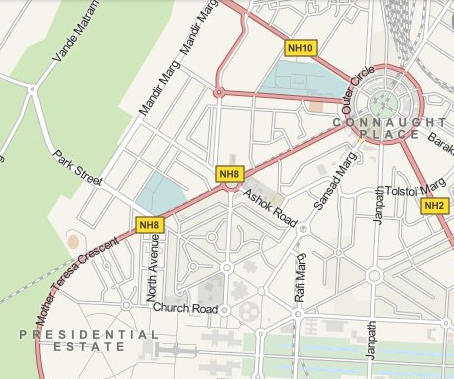 Vande Mataram
Mandir Marg
Mandir Marg
NH10
Outer Circle
CONNAUGHT
PLACE
Barak
Park Street
NH8
Ashok Road
Sansad Marg
Tolstoï Marg
Janpath
NH2
NH8
North Avenue
Mother Teresa Crescent
Rafi Marg
Church Road
Janpath
PRESIDENTIAL
ESTATE